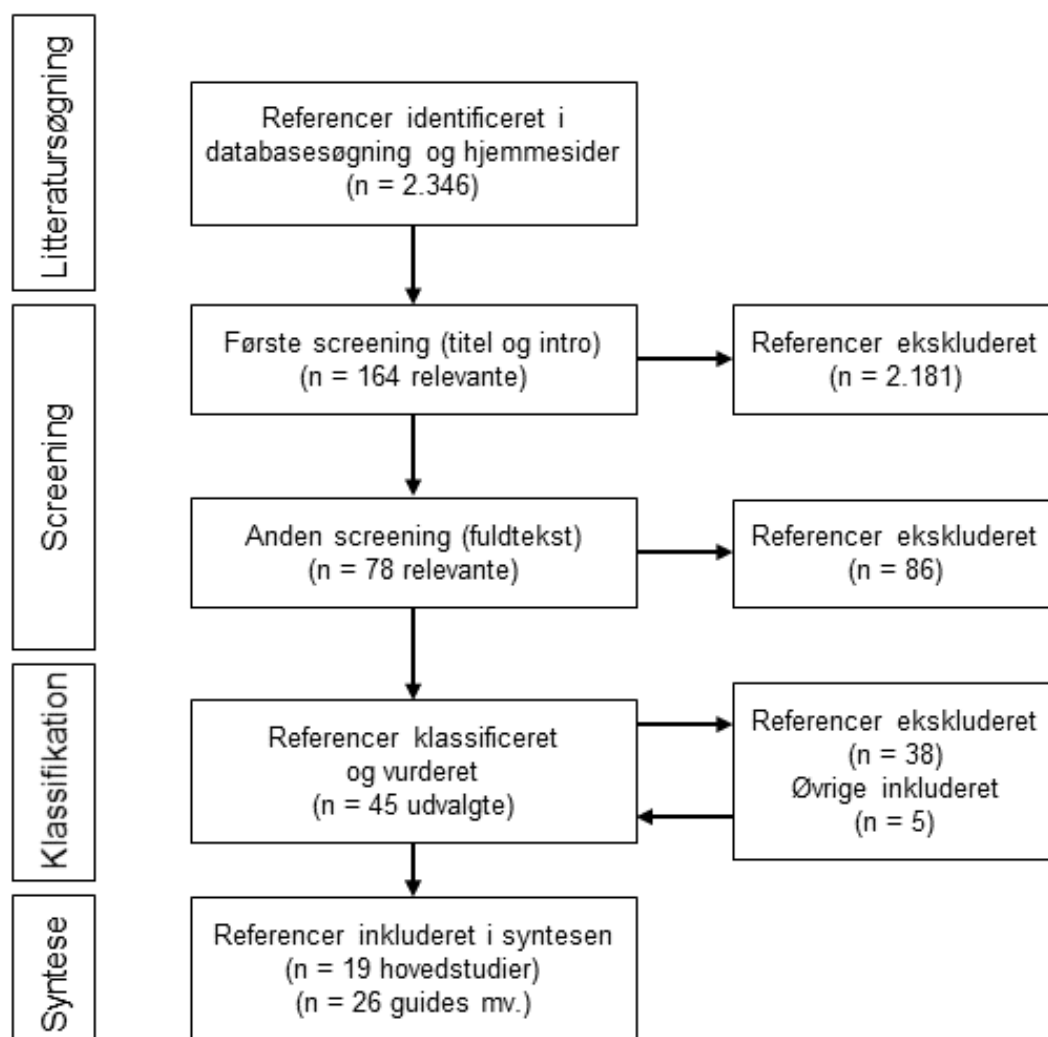 Litteratursøgning
Referencer identificeret i
databasesøgning og hjemmesider
(n = 2.346)
Screening
Første screening (titel og intro)
(n = 164 relevante)
Referencer ekskluderet
(n = 2.181)
Anden screening (fuldtekst)
(n = 78 relevante)
Referencer ekskluderet
(n = 86)
Klassifikation
Referencer klassificeret
og vurderet
(n = 45 udvalgte)
Referencer ekskluderet
(n = 38)
Øvrige inkluderet
(n = 5)
Syntese
Referencer inkluderet i syntesen
(n = 19 hovedstudier)
(n = 26 guides mv.)